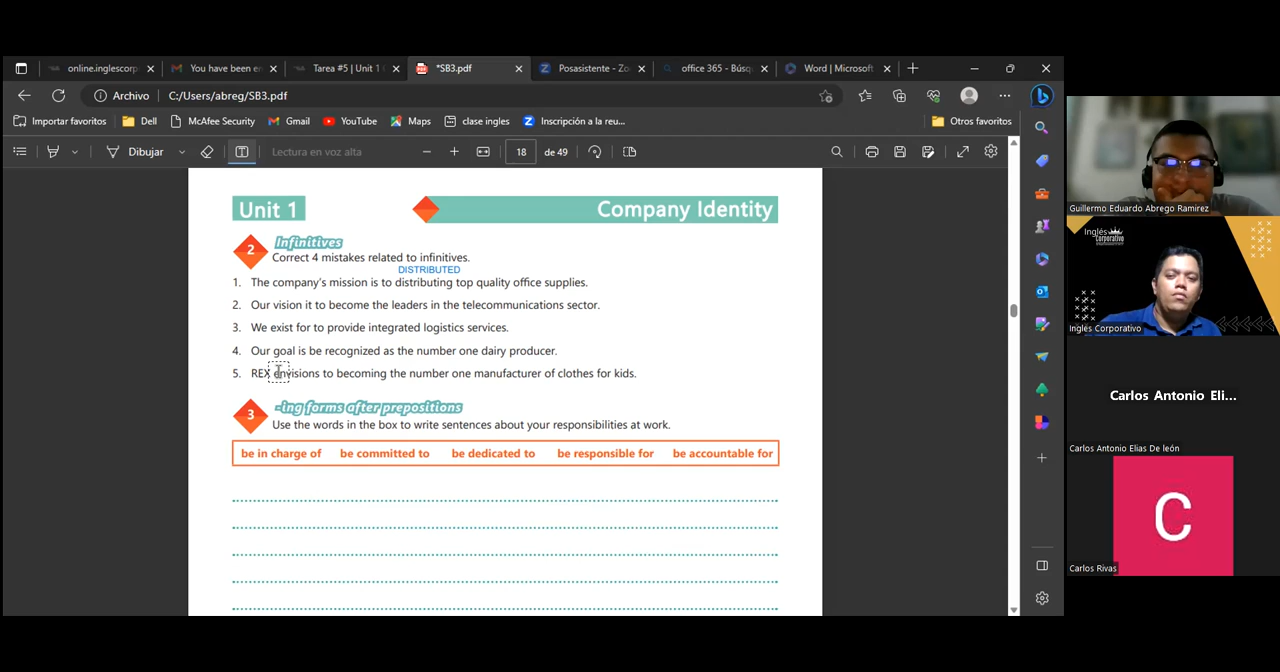 online.inglescorp
You have been en
Tarea #5 | Unit 1
*SB3.pdf
Posasistente - Zo
office 365 - Búsq
Word | Microsoft
Archivo C:/Users/abreg/SB3.pdf
Importar favoritos Dell McAfee Security Gmail YouTube Maps clase ingles Inscripción a la reu... Otros favoritos
Dibujar Lectura en voz alta 18 de 49
Unit 1 Company Identity
2 Infinitives
Correct 4 mistakes related to infinitives.
DISTRIBUTED
1. The company's mission is to distributing top quality office supplies.
2. Our vision it to become the leaders in the telecommunications sector.
3. We exist for to provide integrated logistics services.
4. Our goal is be recognized as the number one dairy producer.
5. REX envisions to becoming the number one manufacturer of clothes for kids.
3 -ing forms after prepositions
Use the words in the box to write sentences about your responsibilities at work.
be in charge of be committed to be dedicated to be responsible for be accountable for
Guillermo Eduardo Abrego Ramirez
Inglés
corporativo
Inglés Corporativo
Carlos Antonio Eli...
Carlos Antonio Elias De león
C
Carlos Rivas